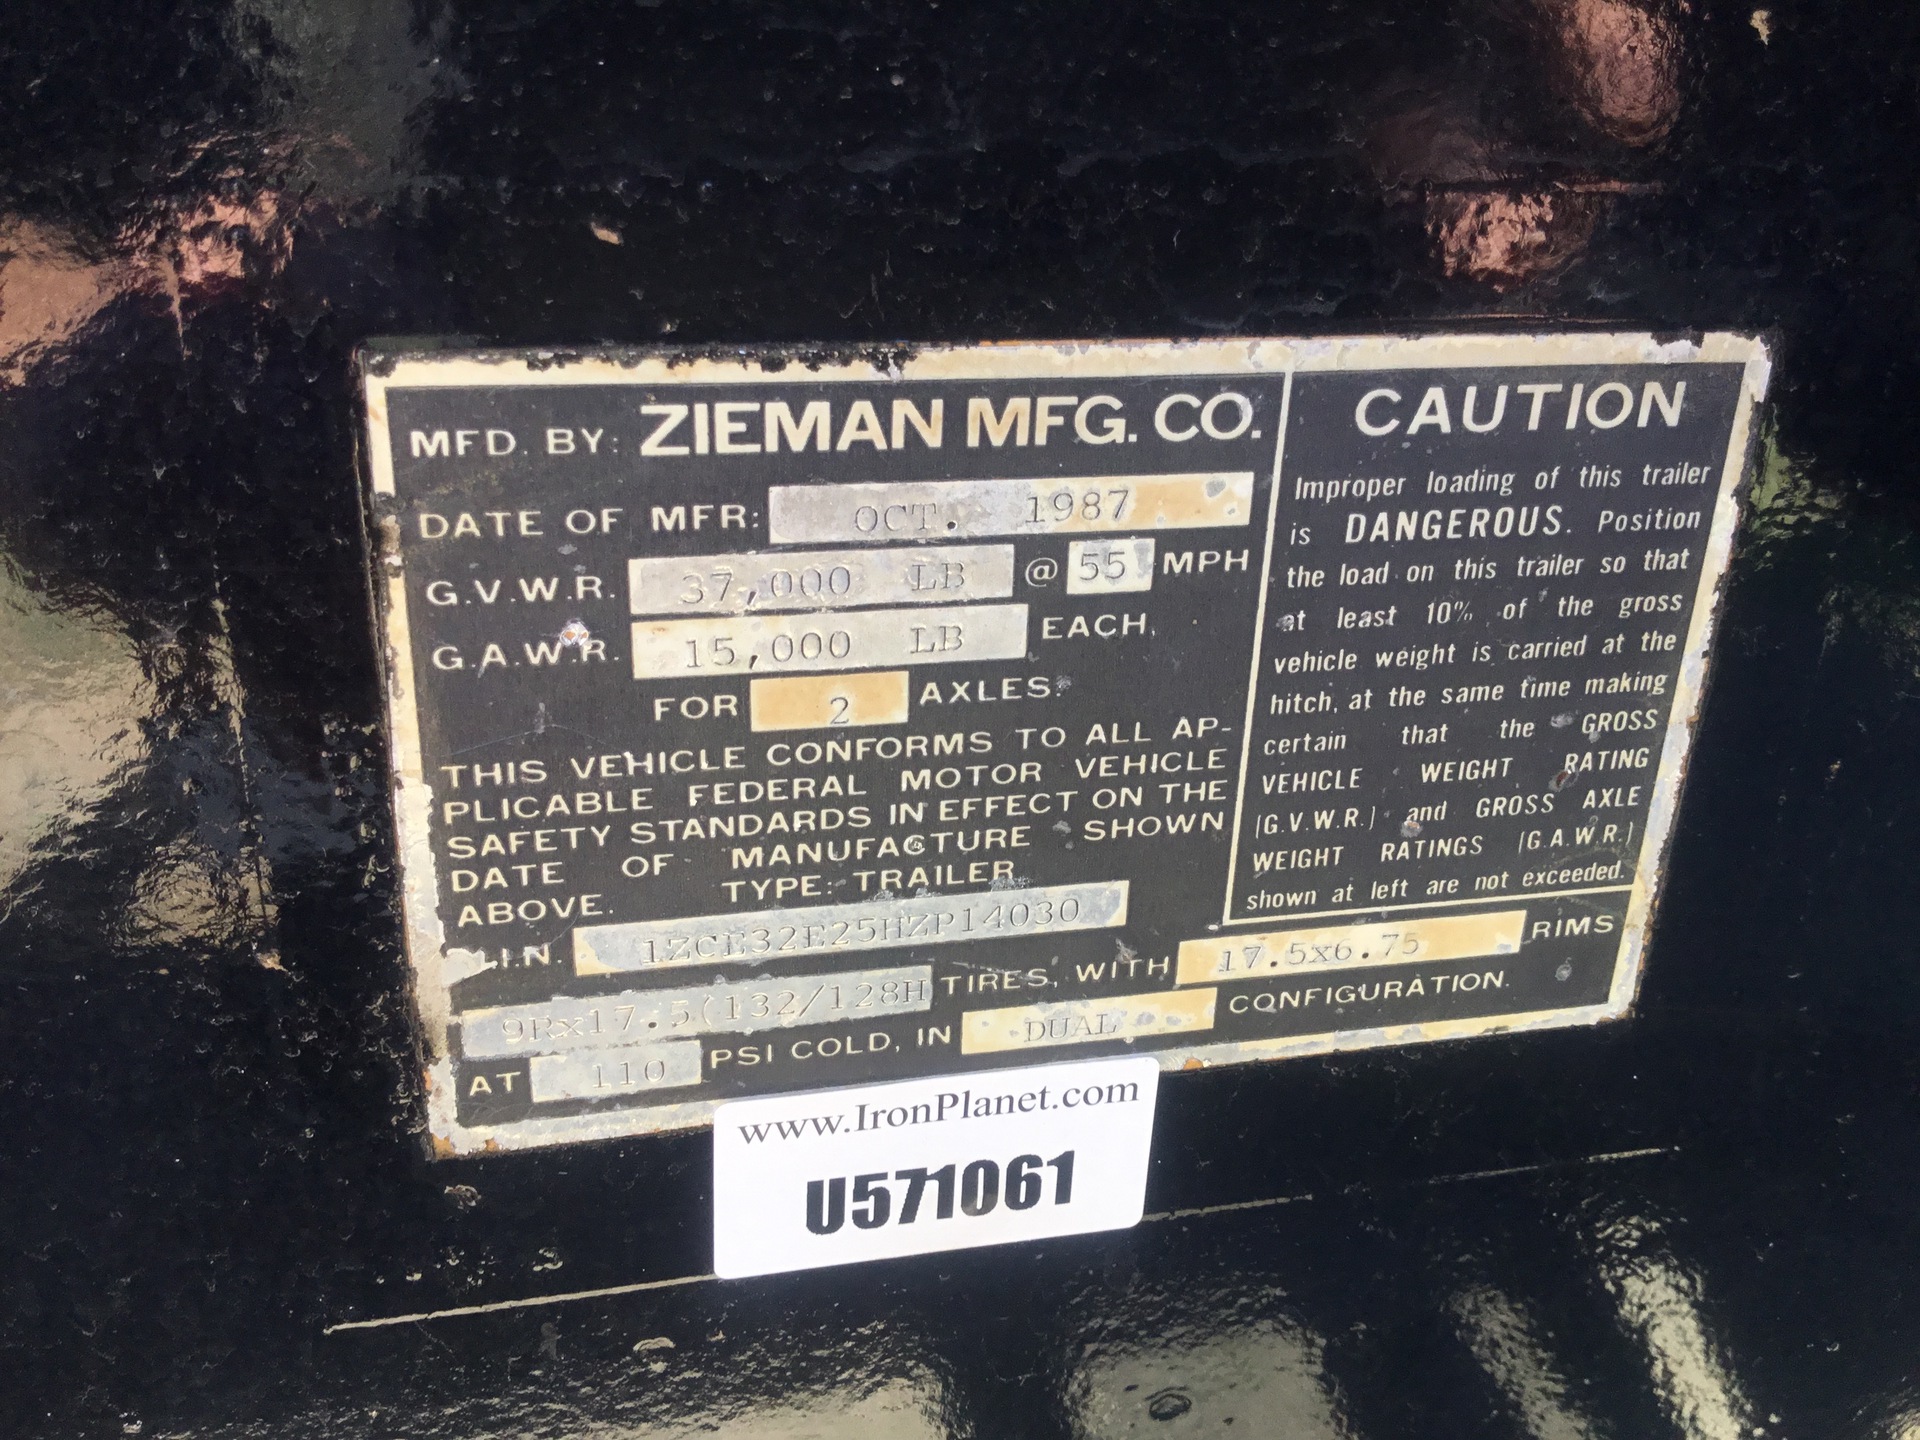 MFD. BY: ZIEMAN MFG. CO.
DATE OF MFR: OCT. 1987
G.V.W.R. 37,000 LB @ 55 MPH
G.A.W.R. 15,000 LB EACH,
FOR 2 AXLES.
THIS VEHICLE CONFORMS TO ALL AP-
PLICABLE FEDERAL MOTOR VEHICLE
SAFETY STANDARDS IN EFFECT ON THE
DATE OF MANUFACTURE SHOWN
ABOVE. TYPE: TRAILER
1ZCE32E25HZP14030
9Rx17.5(132/128H TIRES, WITH 17.5x6.75 RIMS
AT 110 PSI COLD, IN DUAL CONFIGURATION.
CAUTION
Improper loading of this trailer
is DANGEROUS. Position
the load on this trailer so that
at least 10% of the gross
vehicle weight is carried at the
hitch, at the same time making
certain that the GROSS
VEHICLE WEIGHT RATING
(G.V.W.R.) and GROSS AXLE
WEIGHT RATINGS (G.A.W.R.)
shown at left are not exceeded.
www.IronPlanet.com
U571061